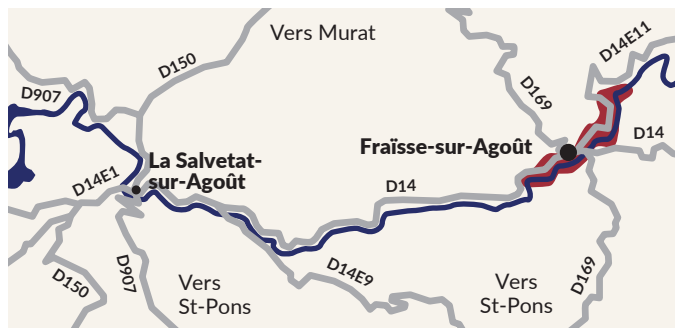 Vers Murat
D14E11
D150
D907
D169
D14
Fraïsse-sur-Agoût
La Salvetat-
sur-Agoût
D14E1
D14
D907
D150
Vers
St-Pons
D14E9
Vers
St-Pons
D169